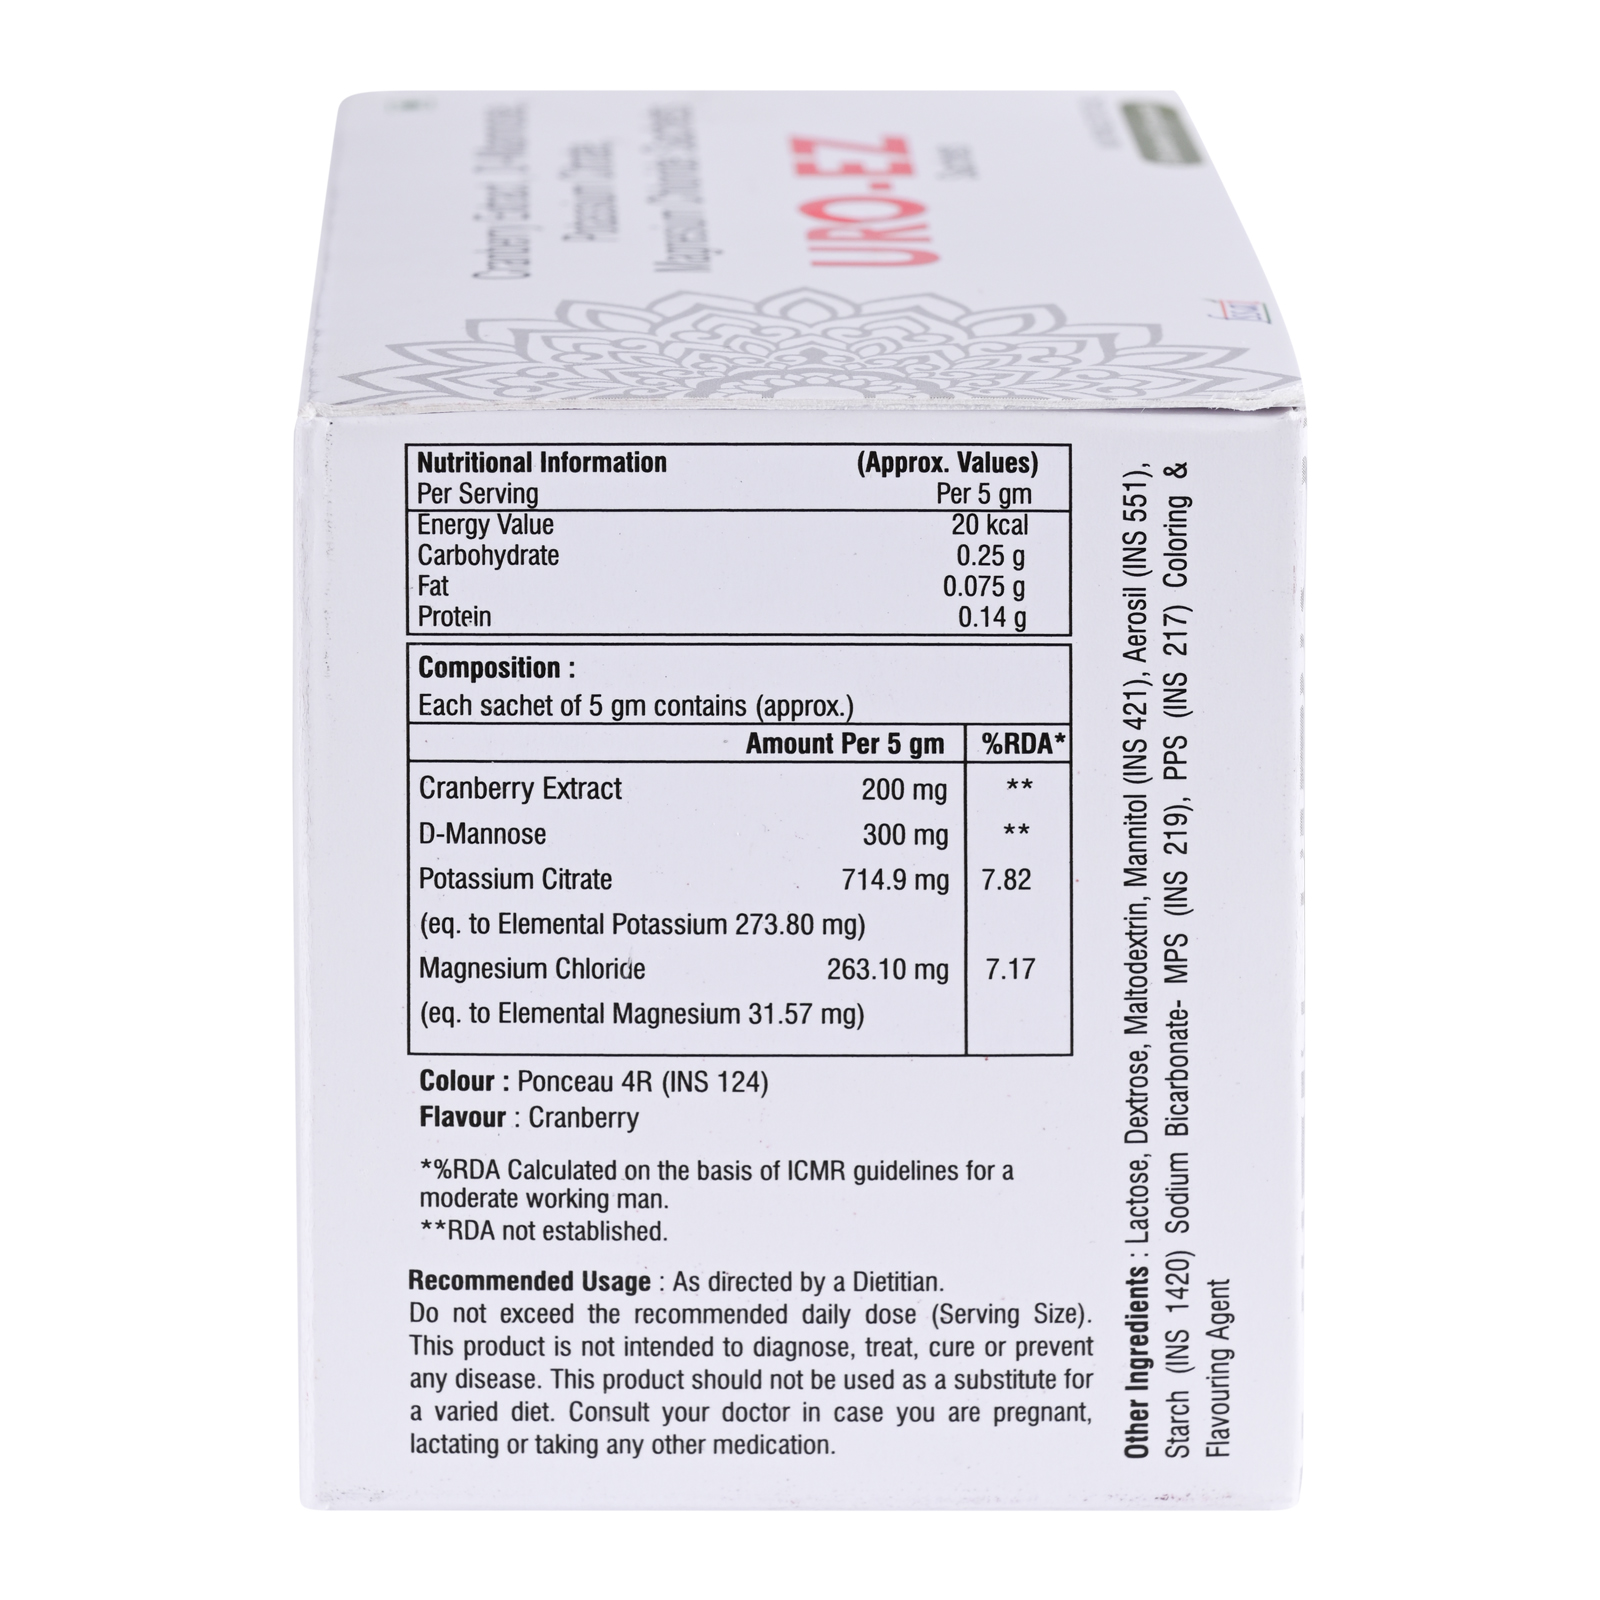 Cranberry Extract, D-Mannose,
Potassium Citrate,
Magnesium Chloride Sachets
URO-EZ
Sachets
Nutritional Information (Approx. Values)
Per Serving Per 5 gm
Energy Value 20 kcal
Carbohydrate 0.25 g
Fat 0.075 g
Protein 0.14 g
Composition :
Each sachet of 5 gm contains (approx.)
Amount Per 5 gm %RDA*
Cranberry Extract 200 mg **
D-Mannose 300 mg **
Potassium Citrate 714.9 mg 7.82
(eq. to Elemental Potassium 273.80 mg)
Magnesium Chloride 263.10 mg 7.17
(eq. to Elemental Magnesium 31.57 mg)
Colour : Ponceau 4R (INS 124)
Flavour : Cranberry
*%RDA Calculated on the basis of ICMR guidelines for a
moderate working man.
**RDA not established.
Recommended Usage : As directed by a Dietitian.
Do not exceed the recommended daily dose (Serving Size).
This product is not intended to diagnose, treat, cure or prevent
any disease. This product should not be used as a substitute for
a varied diet. Consult your doctor in case you are pregnant,
lactating or taking any other medication.
Other Ingredients : Lactose, Dextrose, Maltodextrin, Mannitol (INS 421), Aerosil (INS 551),
Starch (INS 1420) Sodium Bicarbonate- MPS (INS 219), PPS (INS 217) Coloring &
Flavouring Agent